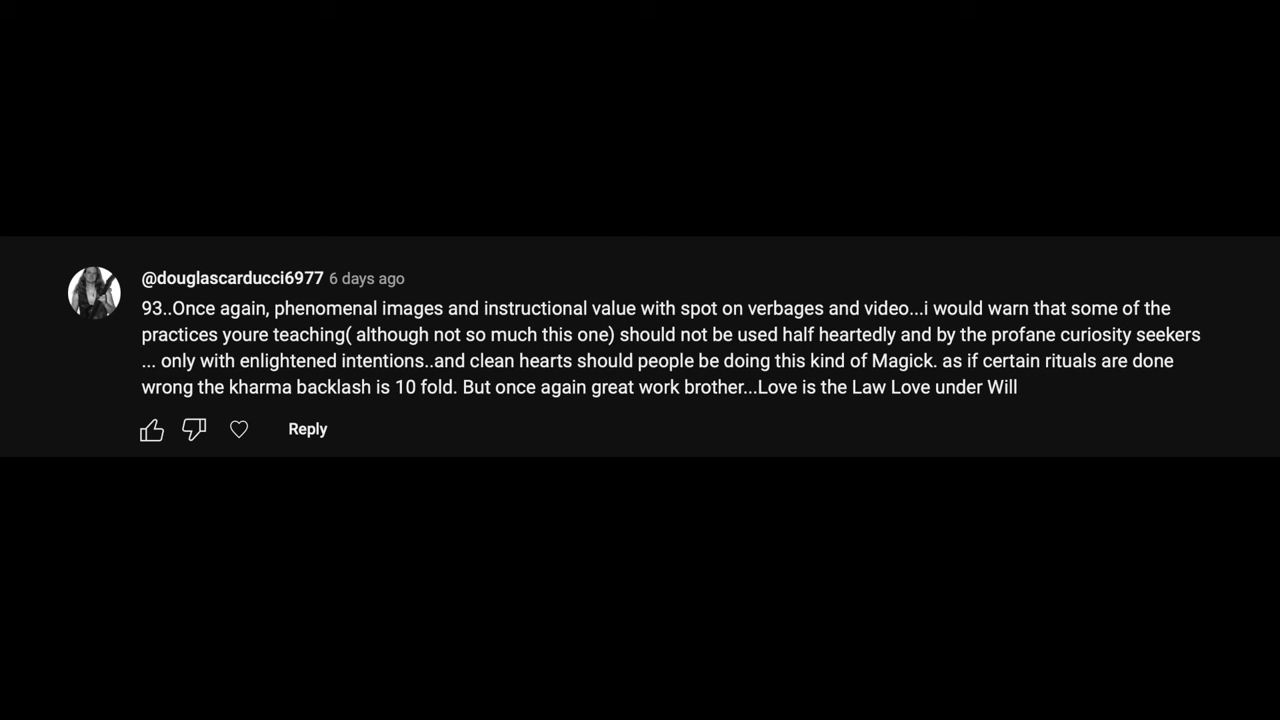 @douglascarducci6977 6 days ago
93..Once again, phenomenal images and instructional value with spot on verbages and video...i would warn that some of the
practices youre teaching( although not so much this one) should not be used half heartedly and by the profane curiosity seekers
... only with enlightened intentions..and clean hearts should people be doing this kind of Magick. as if certain rituals are done
wrong the kharma backlash is 10 fold. But once again great work brother...Love is the Law Love under Will
Reply